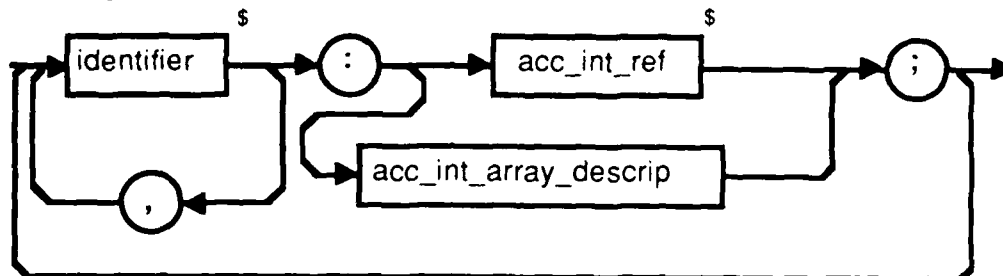 $ $
identifier : acc_int_ref ;
, acc_int_array_descrip